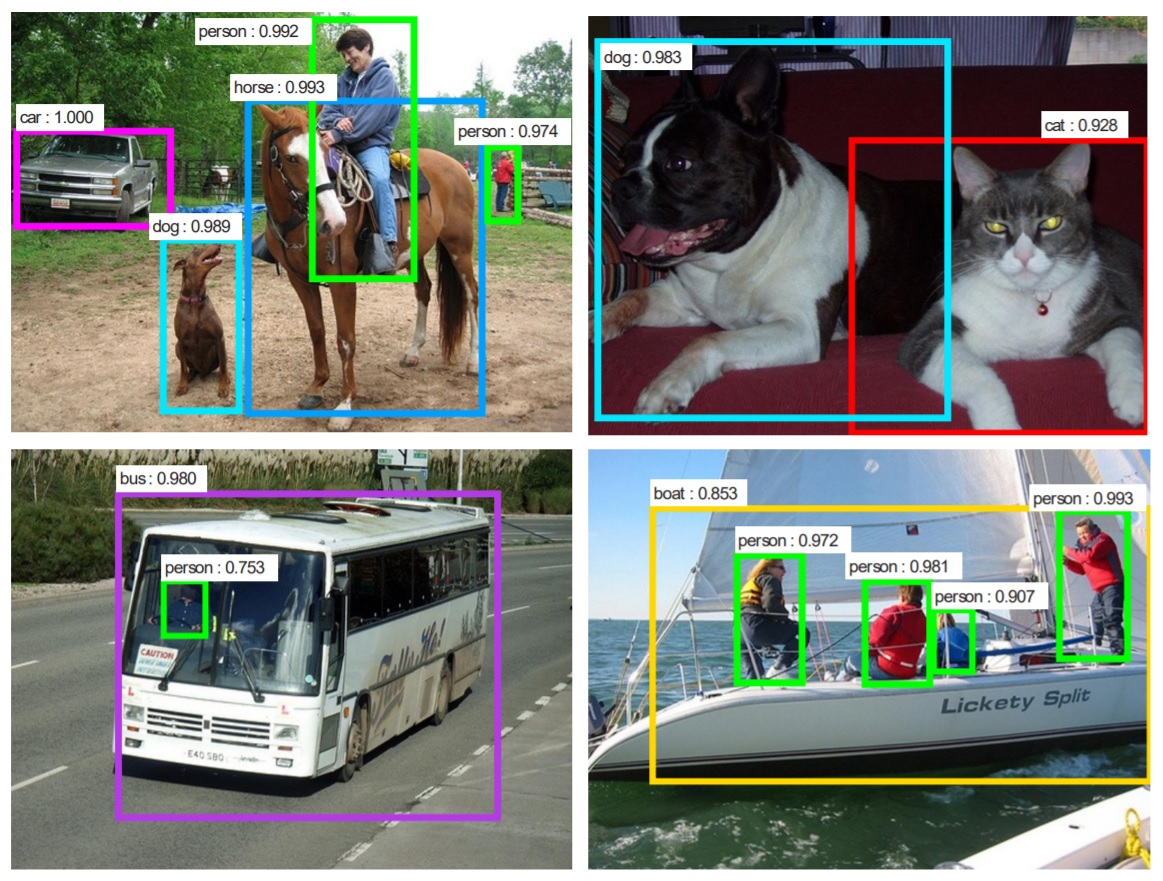 person : 0.992
horse : 0.993
car : 1.000
person : 0.974
dog : 0.989
dog : 0.983
cat : 0.928
bus : 0.980
person : 0.753
CAUTION
L
L
E40 SBO
boat : 0.853
person : 0.993
person : 0.972
person : 0.981
person : 0.907
Lickety Split